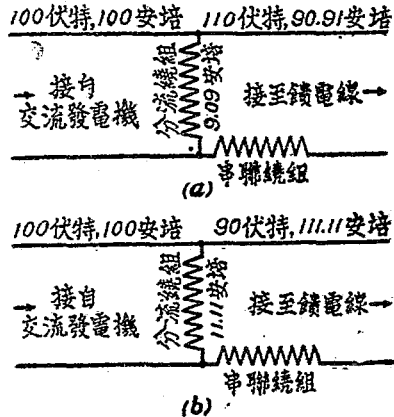 100伏特,100安培 110伏特,90.91安培
分流繞組
9.09安培
接自
交流發電機
接至饋電線
串聯繞組
(a)
100伏特,100安培 90伏特,111.11安培
分流繞組
11.11安培
接自
交流發電機
接至饋電線
串聯繞組
(b)